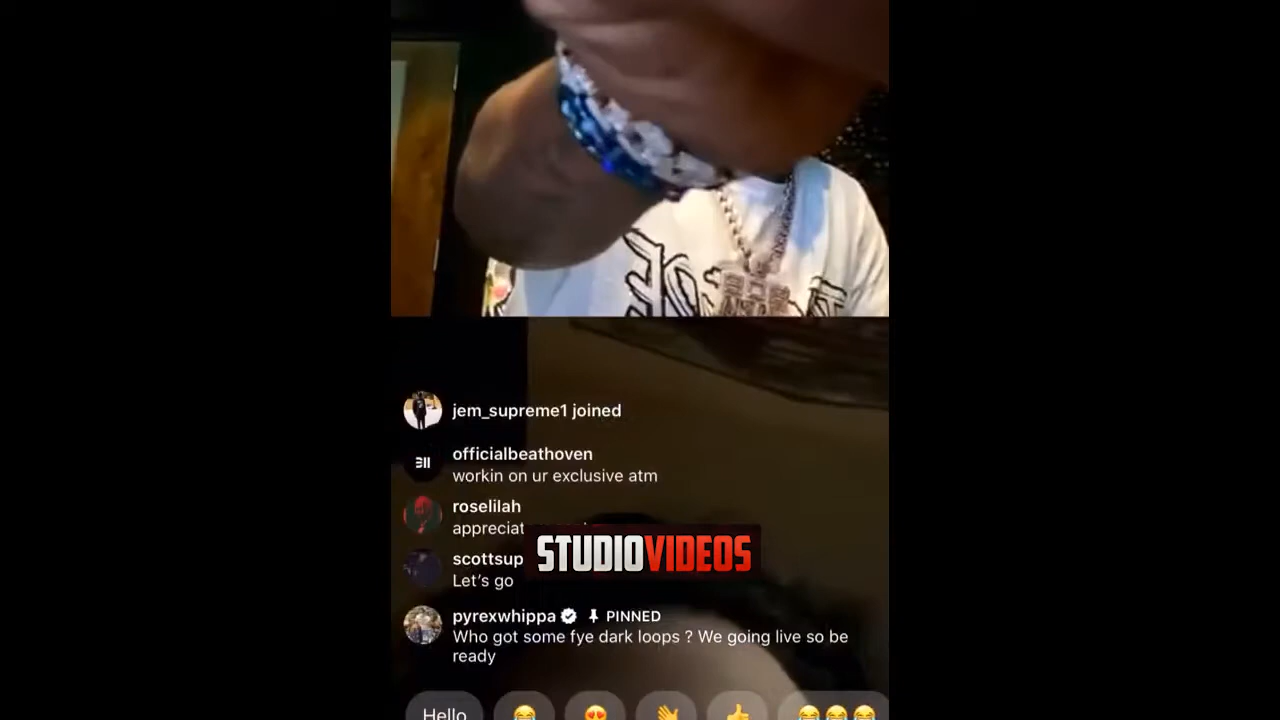 jem_supreme1 joined
officialbeathoven
workin on ur exclusive atm
roselilah
scottsup
STUDIOVIDEOS
Let's go
pyrexwhippa PINNED
Who got some fye dark loops ? We going live so be
ready
Hello